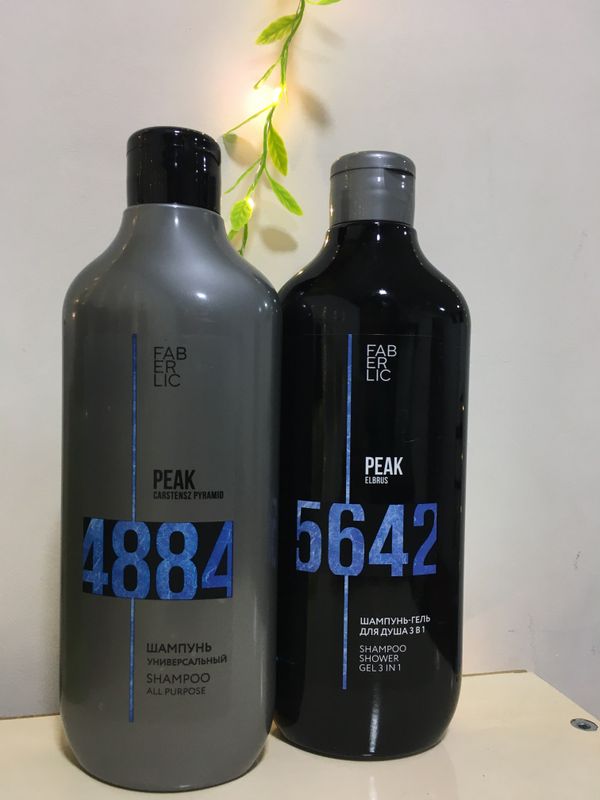 FAB
ER
LIC
PEAK
CARSTENSZ PYRAMID
4884
ШАМПУНЬ
УНИВЕРСАЛЬНЫЙ
SHAMPOO
ALL PURPOSE
FAB
ER
LIC
PEAK
ELBRUS
5642
ШАМПУНЬ-ГЕЛЬ
ДЛЯ ДУША 3 В 1
SHAMPOO
SHOWER
GEL 3 IN 1